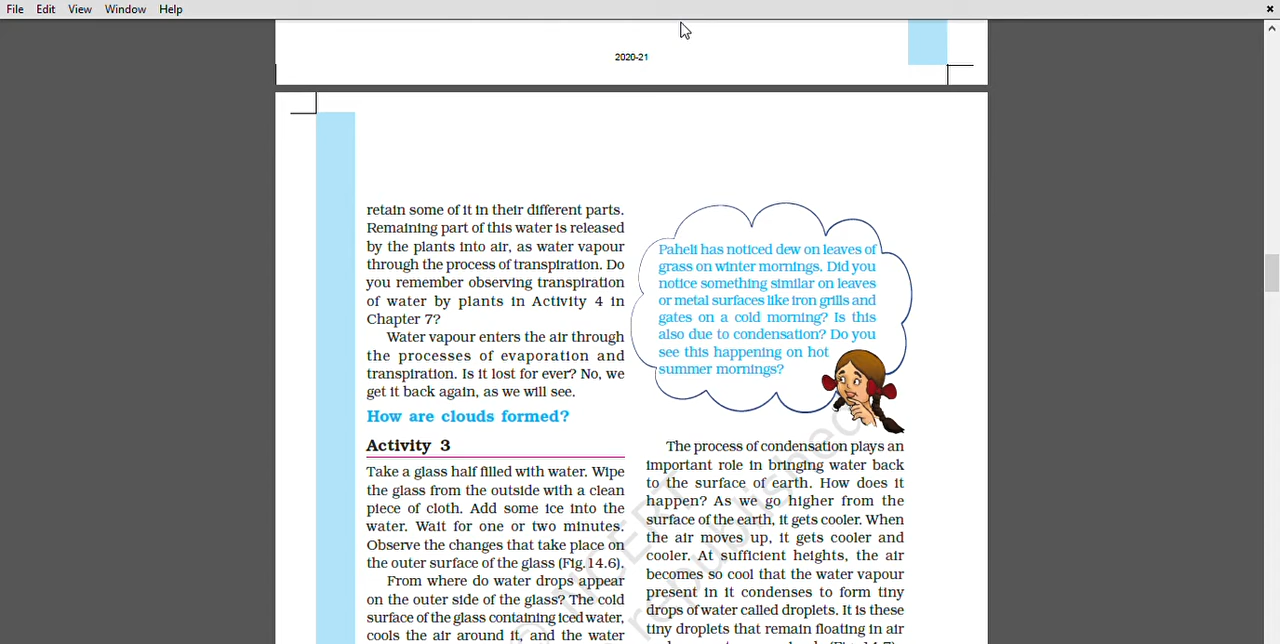 File Edit View Window Help
2020-21
retain some of it in their different parts.
Remaining part of this water is released
by the plants into air, as water vapour
through the process of transpiration. Do
you remember observing transpiration
of water by plants in Activity 4 in
Chapter 7?
Water vapour enters the air through
the processes of evaporation and
transpiration. Is it lost for ever? No, we
get it back again, as we will see.
How are clouds formed?
Activity 3
Take a glass half filled with water. Wipe
the glass from the outside with a clean
piece of cloth. Add some ice into the
water. Wait for one or two minutes.
Observe the changes that take place on
the outer surface of the glass (Fig.14.6).
From where do water drops appear
on the outer side of the glass? The cold
surface of the glass containing iced water,
cools the air around it, and the water
Paheli has noticed dew on leaves of
grass on winter mornings. Did you
notice something similar on leaves
or metal surfaces like iron grills and
gates on a cold morning? Is this
also due to condensation? Do you
see this happening on hot
summer mornings?
The process of condensation plays an
important role in bringing water back
to the surface of earth. How does it
happen? As we go higher from the
surface of the earth, it gets cooler. When
the air moves up, it gets cooler and
cooler. At sufficient heights, the air
becomes so cool that the water vapour
present in it condenses to form tiny
drops of water called droplets. It is these
tiny droplets that remain floating in air
© NCERT
republished